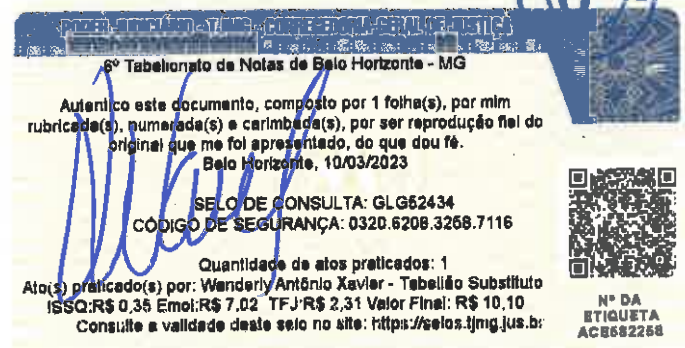 PODER JUDICIÁRIO - TJMG - CORREGEDORIA-GERAL DE JUSTIÇA
6º Tabelionato de Notas de Belo Horizonte - MG
Autentico este documento, composto por 1 folha(s), por mim
rubricada(s), numerada(s) e carimbada(s), por ser reprodução fiel do
original que me foi apresentado, do que dou fé.
Belo Horizonte, 10/03/2023
SELO DE CONSULTA: GLG52434
CÓDIGO DE SEGURANÇA: 0320.6208.3258.7116
Quantidade de atos praticados: 1
Ato(s) praticado(s) por: Wanderly Antônio Xavier - Tabelião Substituto
ISSQ:R$ 0,35 Emol:R$ 7,02 TFJ:R$ 2,31 Valor Final: R$ 10,10
Consulte a validade deste selo no site: https://selos.tjmg.jus.br
Nº DA
ETIQUETA
ACE682258